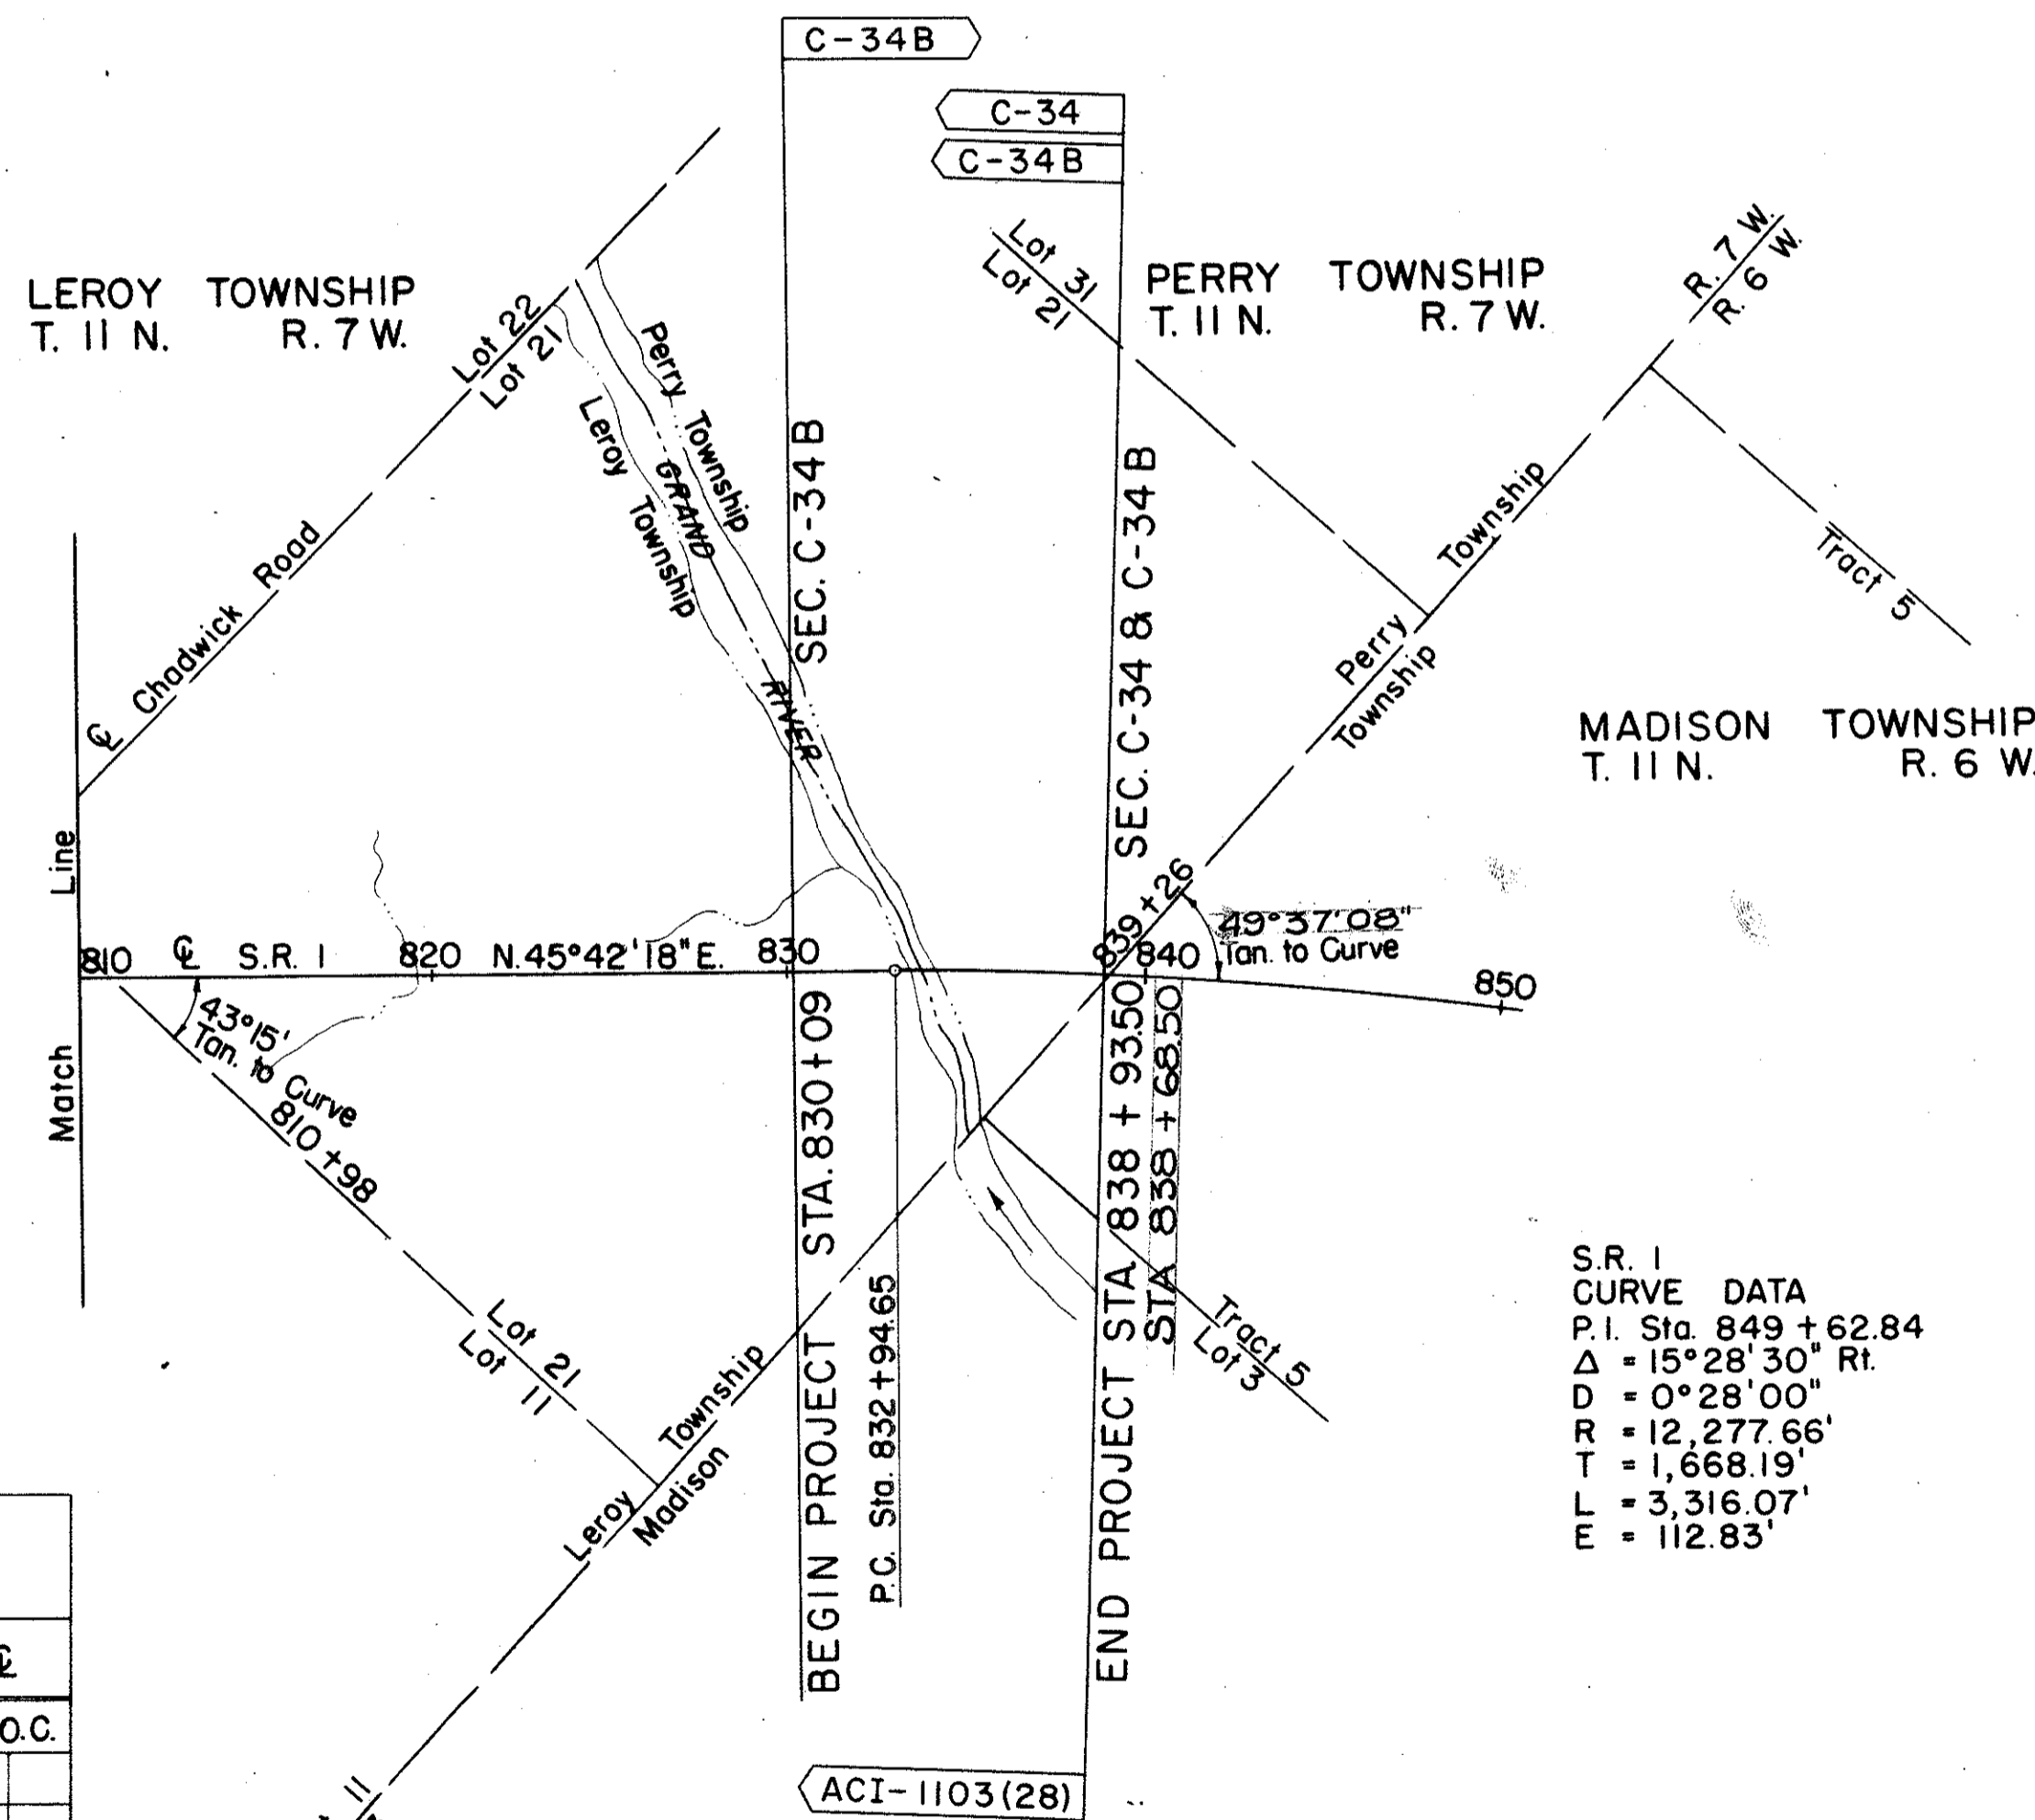 C-34B
C-34
C-34B
LEROY TOWNSHIP
T. 11 N. R. 7 W.
Lot 22
Lot 21
Perry Township
Leroy Township
GRAND RIVER
Lot 31
Lot 21
PERRY TOWNSHIP
T. 11 N. R. 7 W.
R. 7 W.
R. 6 W.
SEC. C-34B
SEC. C-34 & C-34B
Perry Township
Township
Tract 5
MADISON TOWNSHIP
T. 11 N. R. 6 W.
℄ Chadwick Road
Match Line
810 ℄ S.R. 1 820 N.45°42'18"E. 830 840 850
839+26
49°37'08"
Tan. to Curve
43°15'
Tan. to Curve
810+98
Lot 21
Lot 11
Leroy Township
Madison
BEGIN PROJECT STA. 830+09
P.C. Sta. 832+94.65
END PROJECT STA. 838+93.50
STA 838+68.50
Tract 5
Lot 3
S.R. 1
CURVE DATA
P.I. Sta. 849+62.84
Δ = 15°28'30" Rt.
D = 0°28'00"
R = 12,277.66'
T = 1,668.19'
L = 3,316.07'
E = 112.83'
℄
O.C.
11
ACI-1103(28)